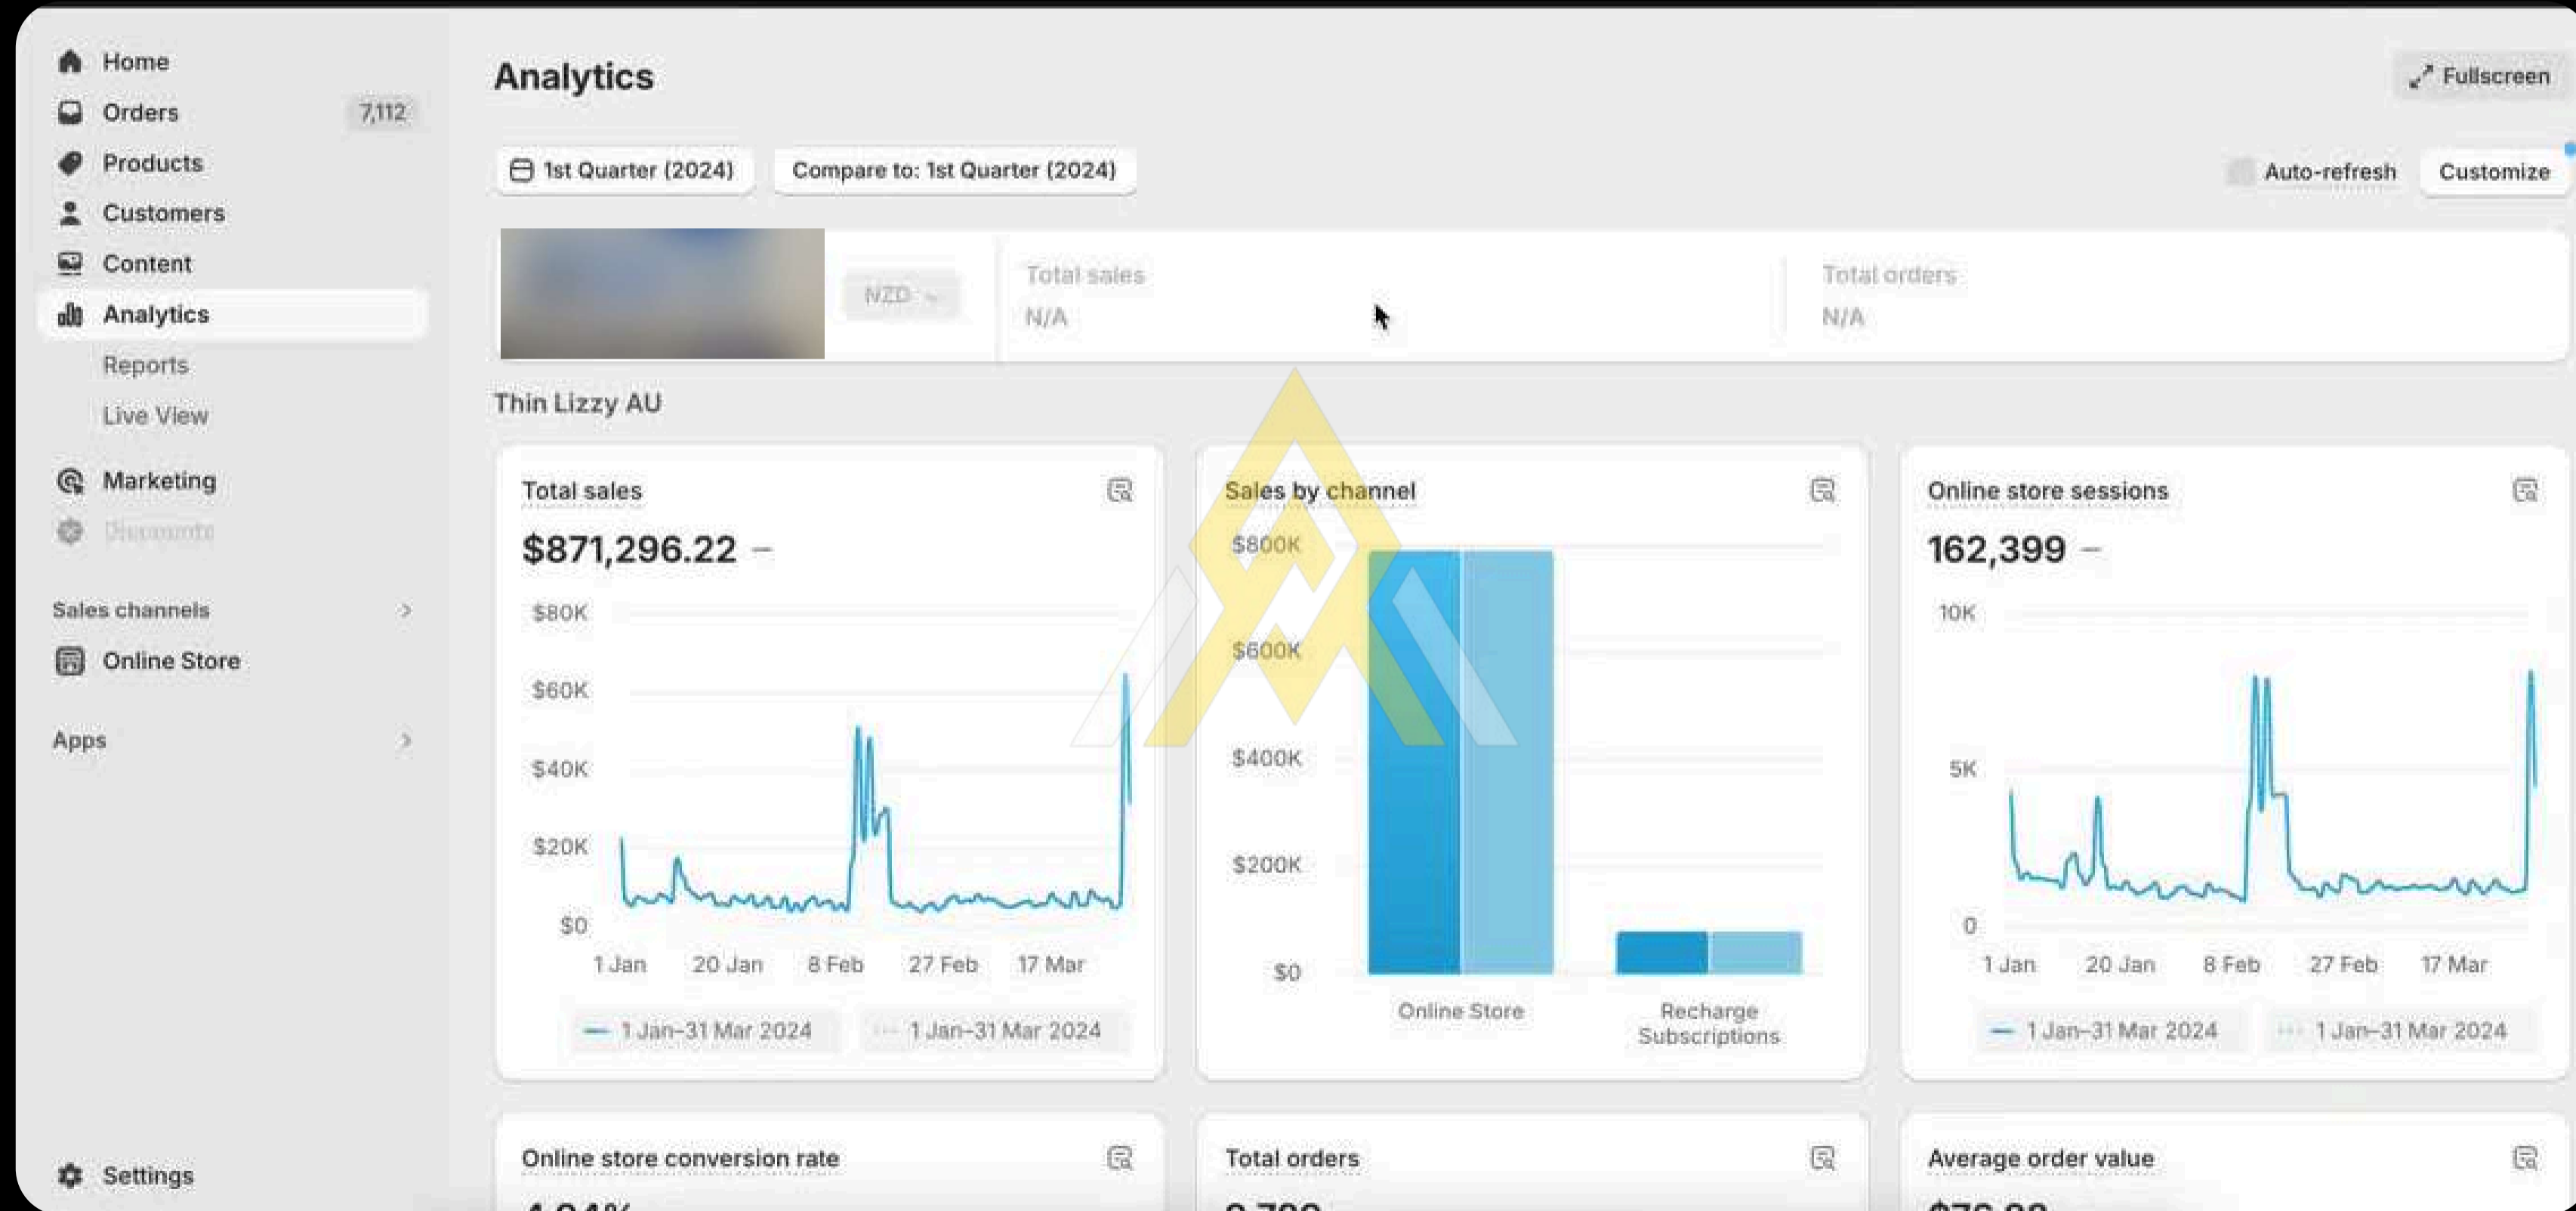 Home
Orders 7,112
Products
Customers
Content
Analytics
Reports
Live View
Marketing
Discounts
Sales channels
Online Store
Apps
Settings
Analytics
Fullscreen
1st Quarter (2024) Compare to: 1st Quarter (2024)
Auto-refresh Customize
NZD
Total sales
N/A
Total orders
N/A
Thin Lizzy AU
Total sales
$871,296.22 –
$80K
$60K
$40K
$20K
$0
1 Jan 20 Jan 8 Feb 27 Feb 17 Mar
1 Jan–31 Mar 2024 1 Jan–31 Mar 2024
Sales by channel
$800K
$600K
$400K
$200K
$0
Online Store
Recharge
Subscriptions
Online store sessions
162,399 –
10K
5K
0
1 Jan 20 Jan 8 Feb 27 Feb 17 Mar
1 Jan–31 Mar 2024 1 Jan–31 Mar 2024
Online store conversion rate
Total orders
Average order value